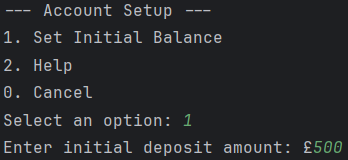 --- Account Setup ---
1. Set Initial Balance
2. Help
0. Cancel
Select an option: 1
Enter initial deposit amount: £500